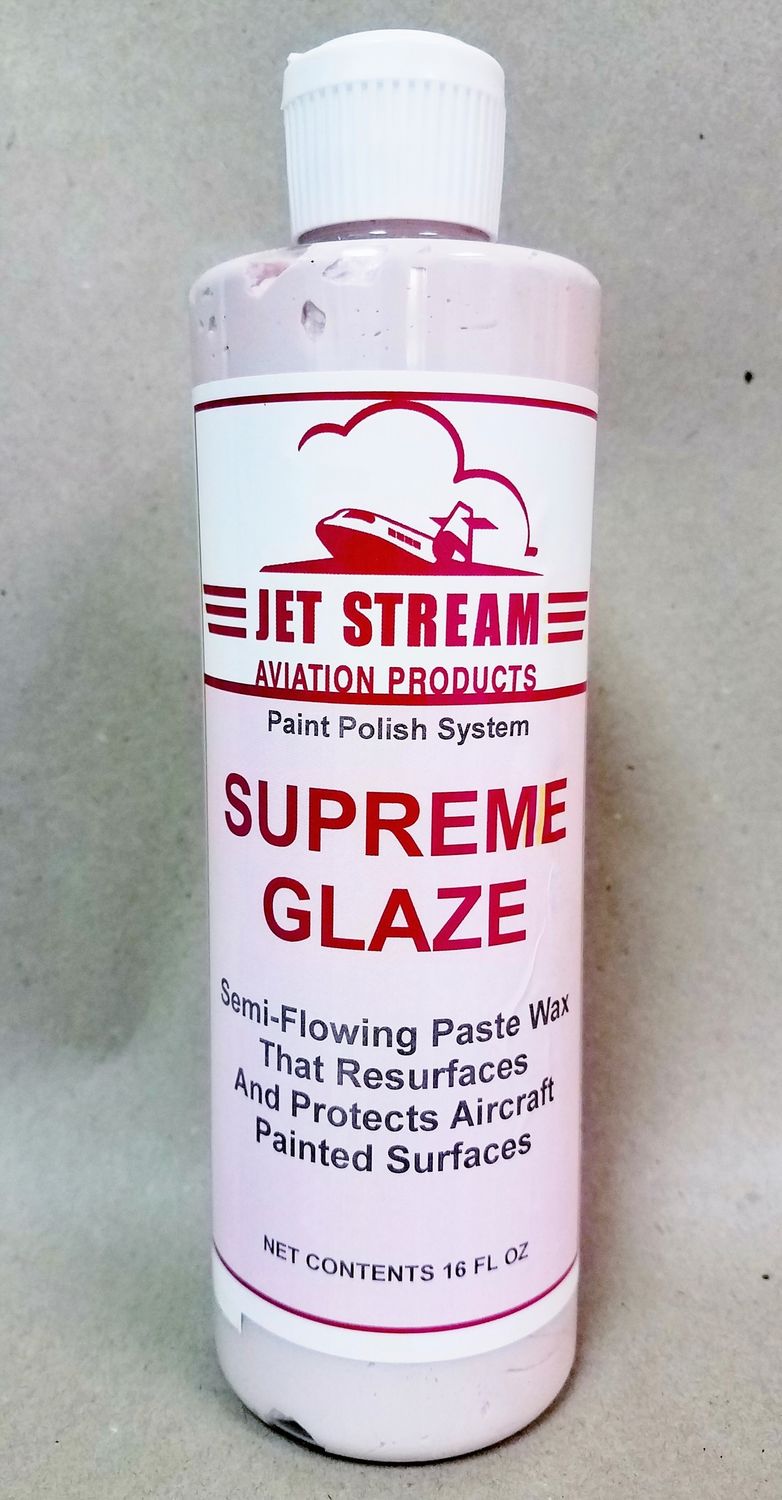 JET STREAM
AVIATION PRODUCTS
Paint Polish System
SUPREME
GLAZE
Semi-Flowing Paste Wax
That Resurfaces
And Protects Aircraft
Painted Surfaces
NET CONTENTS 16 FL OZ